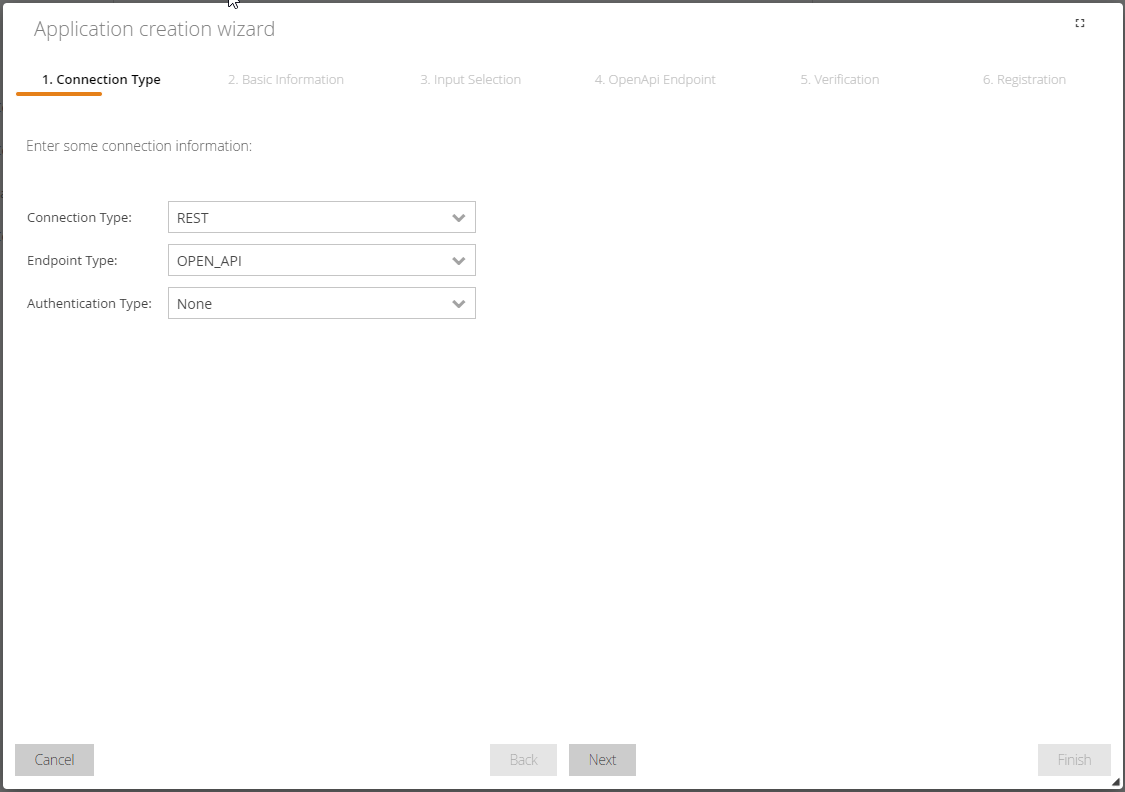 Application creation wizard
1. Connection Type 2. Basic Information 3. Input Selection 4. OpenApi Endpoint 5. Verification 6. Registration
Enter some connection information:
Connection Type: REST
Endpoint Type: OPEN_API
Authentication Type: None
Cancel Back Next Finish